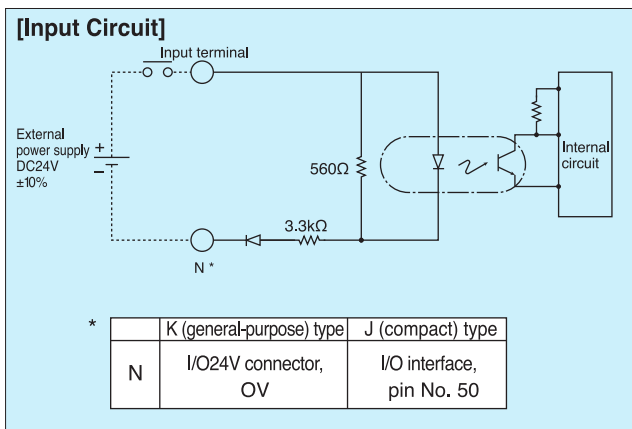 [Input Circuit]
Input terminal
External
power supply
DC24V
±10%
+
−
560Ω
Internal
circuit
3.3kΩ
N *
*
K (general-purpose) type J (compact) type
N I/O24V connector, I/O interface,
OV pin No. 50